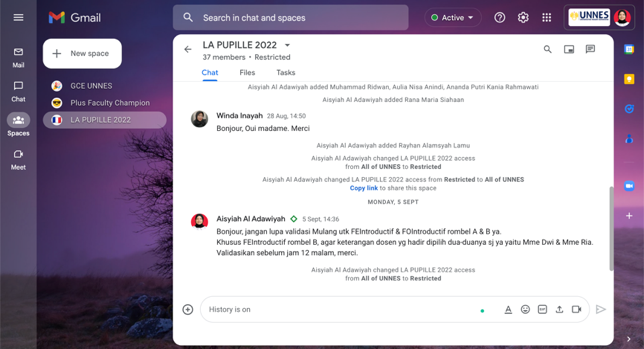 Gmail
Search in chat and spaces
Active
UNNES
Mail
Chat
Spaces
Meet
New space
GCE UNNES
Plus Faculty Champion
LA PUPILLE 2022
LA PUPILLE 2022
37 members • Restricted
Chat Files Tasks
Aisyiah Al Adawiyah added Muhammad Ridwan, Aulia Nisa Anindi, Ananda Putri Kania Rahmawati
Aisyiah Al Adawiyah added Rana Maria Siahaan
Winda Inayah 28 Aug, 14:50
Bonjour, Oui madame. Merci
Aisyiah Al Adawiyah added Rayhan Alamsyah Lamu
Aisyiah Al Adawiyah changed LA PUPILLE 2022 access
from All of UNNES to Restricted
Aisyiah Al Adawiyah changed LA PUPILLE 2022 access from Restricted to All of UNNES
Copy link to share this space
MONDAY, 5 SEPT
Aisyiah Al Adawiyah 5 Sept, 14:36
Bonjour, jangan lupa validasi Mulang utk FEIntroductif & FOIntroductif rombel A & B ya.
Khusus FEIntroductif rombel B, agar keterangan dosen yg hadir dipilih dua-duanya sj ya yaitu Mme Dwi & Mme Ria.
Validasikan sebelum jam 12 malam, merci.
Aisyiah Al Adawiyah changed LA PUPILLE 2022 access
from All of UNNES to Restricted
History is on
GIF